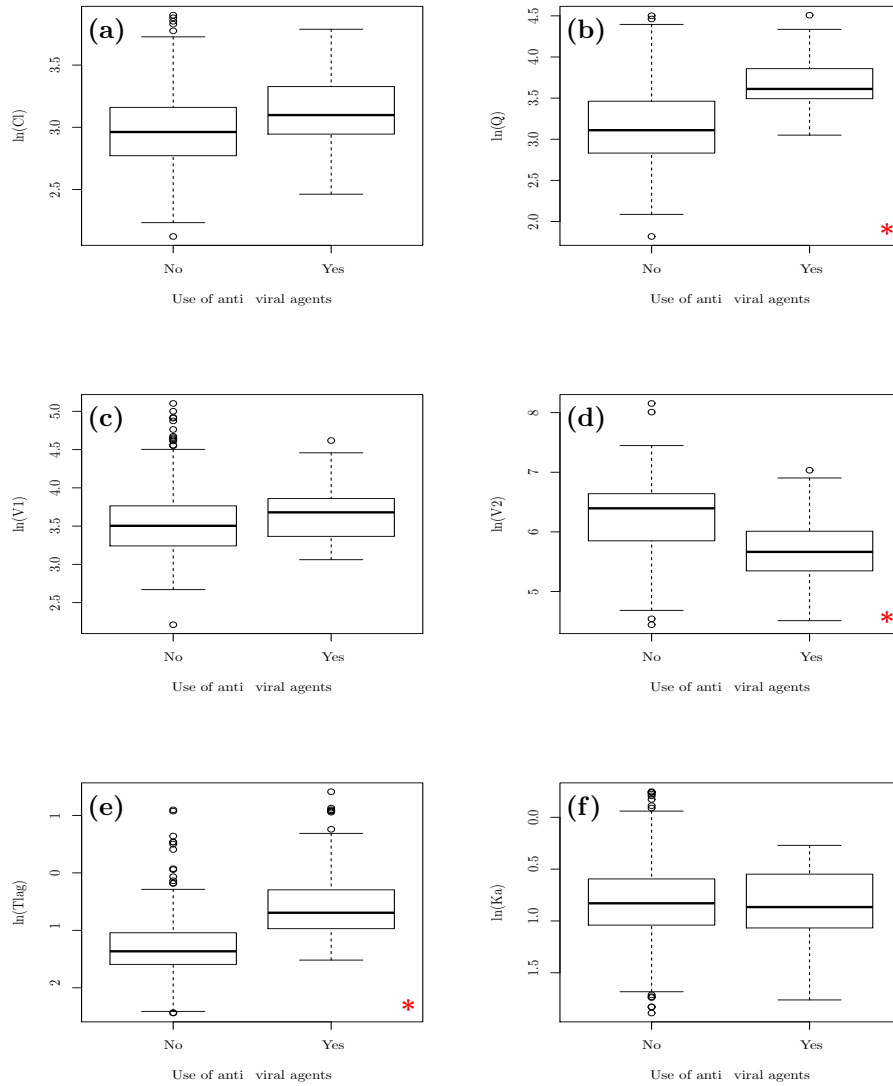 (a)
ln(Cl)
3.5
3.0
2.5
No Yes
Use of anti viral agents
(b)
ln(Q)
4.5
4.0
3.5
3.0
2.5
2.0
*
No Yes
Use of anti viral agents
(c)
ln(V1)
5.0
4.5
4.0
3.5
3.0
2.5
No Yes
Use of anti viral agents
(d)
ln(V2)
8
7
6
5
*
No Yes
Use of anti viral agents
(e)
ln(Tlag)
1
0
1
2
*
No Yes
Use of anti viral agents
(f)
ln(Ka)
0.0
0.5
1.0
1.5
No Yes
Use of anti viral agents